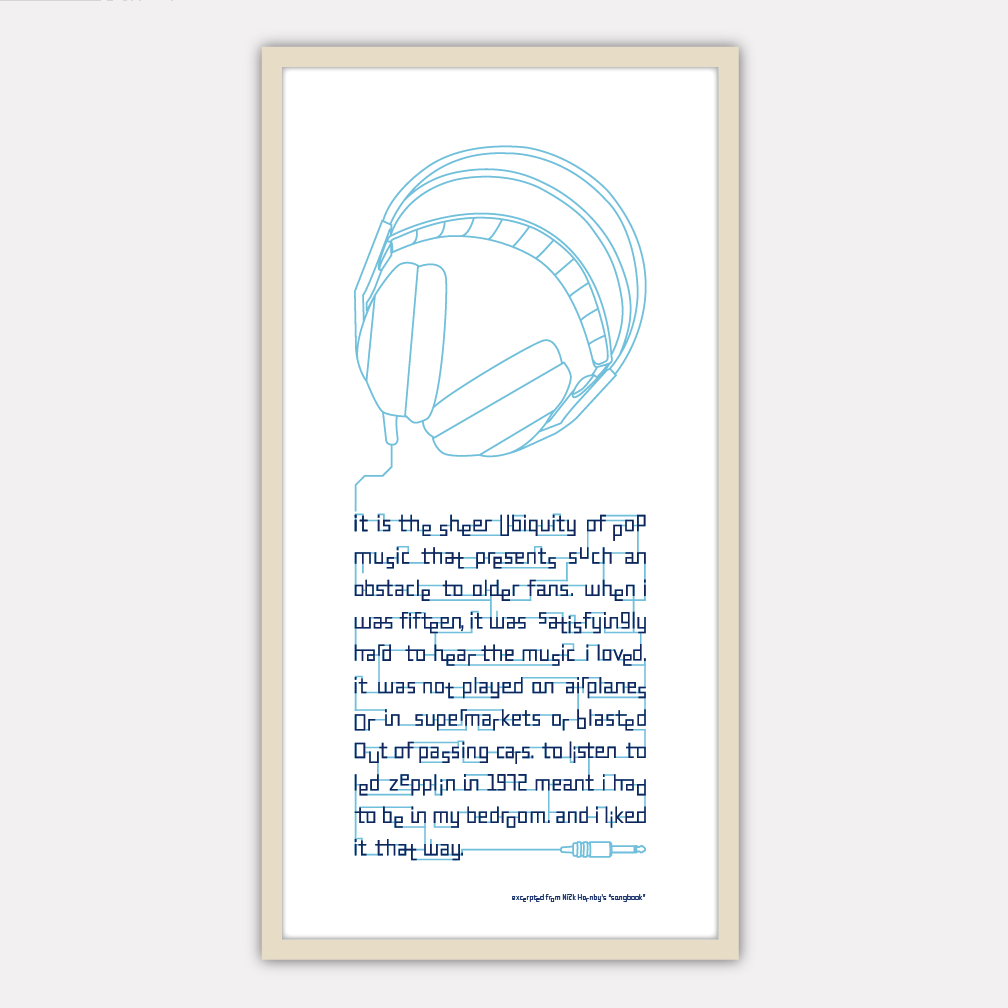 it is the sheer Ubiquity of pop
music that presents such an
obstacle to older fans. when i
was fifteen, it was satisfyingly
hard to hear the music i loved.
it was not played on airplanes
or in supermarkets or blasted
out of passing cars. to listen to
led zepplin in 1972 meant i had
to be in my bedroom. and i liked
it that way.
excerpted from Nick Hornby's "songbook"